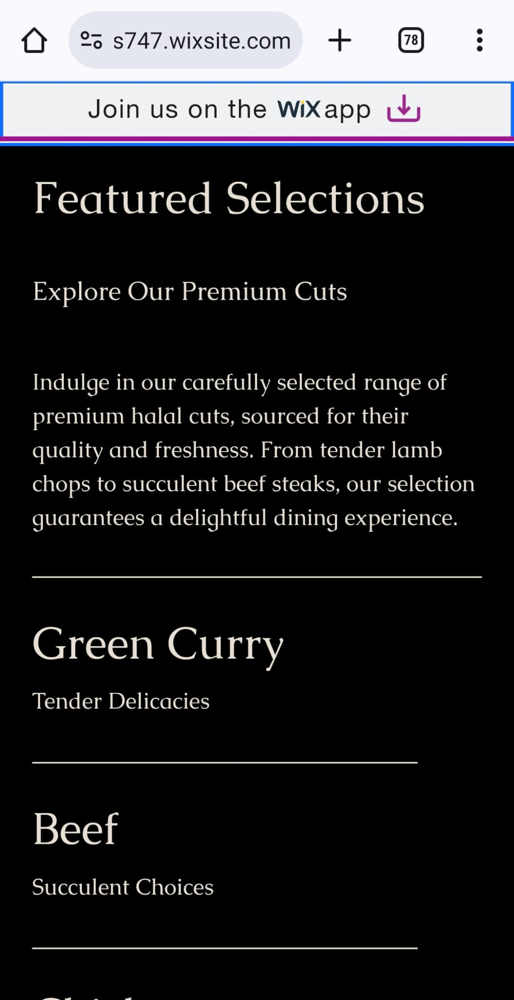 s747.wixsite.com
78
Join us on the WiX app
Featured Selections
Explore Our Premium Cuts
Indulge in our carefully selected range of
premium halal cuts, sourced for their
quality and freshness. From tender lamb
chops to succulent beef steaks, our selection
guarantees a delightful dining experience.
Green Curry
Tender Delicacies
Beef
Succulent Choices